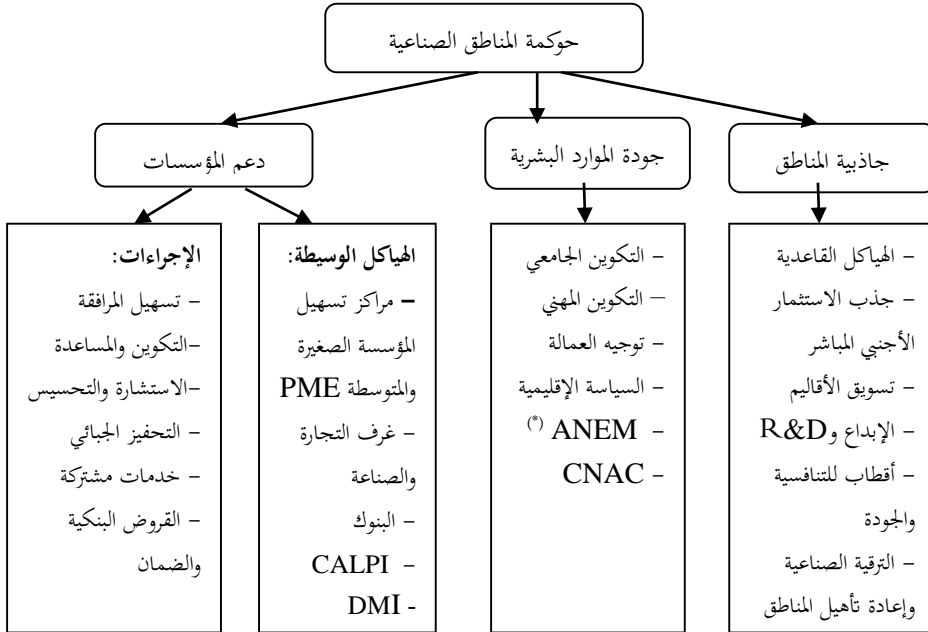 حوكمة المناطق الصناعية
جاذبية المناطق
جودة الموارد البشرية
دعم المؤسسات
– الهياكل القاعدية
– جذب الاستثمار
الأجنبي المباشر
– تسويق الأقاليم
– الإبداع وR&D
– أقطاب للتنافسية
والجودة
– الترقية الصناعية
وإعادة تأهيل المناطق
– التكوين الجامعي
– التكوين المهني
– توجيه العمالة
– السياسة الإقليمية
– ANEM (*)
– CNAC
الهياكل الوسيطة:
– مراكز تسهيل
المؤسسة الصغيرة
والمتوسطة PME
– غرف التجارة
والصناعة
– البنوك
– CALPI
- DMI
الإجراءات:
– تسهيل المرافقة
–التكوين والمساعدة
–الاستشارة والتحسيس
– التحفيز الجبائي
– خدمات مشتركة
– القروض البنكية
والضمان